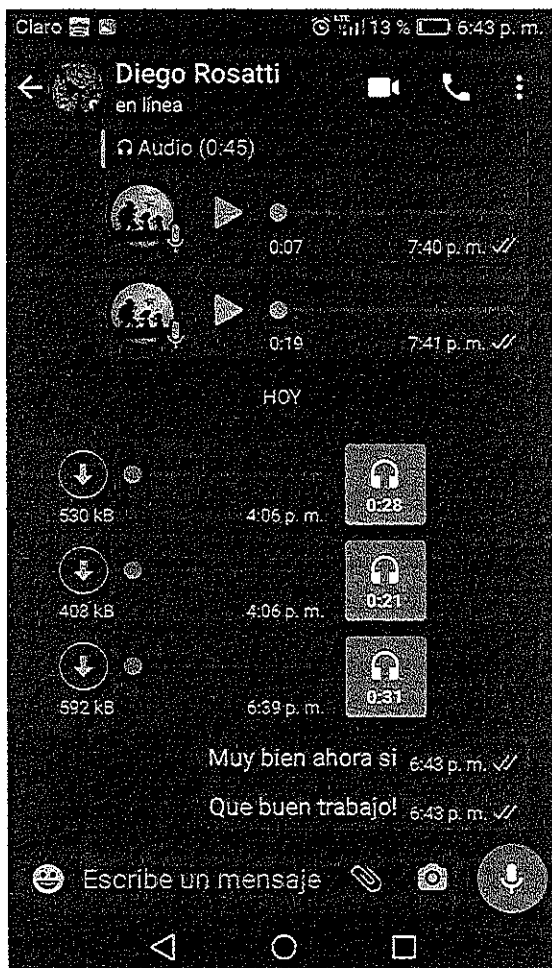 Claro LTE 13 % 6:43 p. m.
Diego Rosatti
en línea
Audio (0:45)
0:07 7:40 p. m.
0:19 7:41 p. m.
HOY
0:28
530 kB 4:06 p. m.
0:21
408 kB 4:06 p. m.
0:31
592 kB 6:39 p. m.
Muy bien ahora si 6:43 p. m.
Que buen trabajo! 6:43 p. m.
Escribe un mensaje